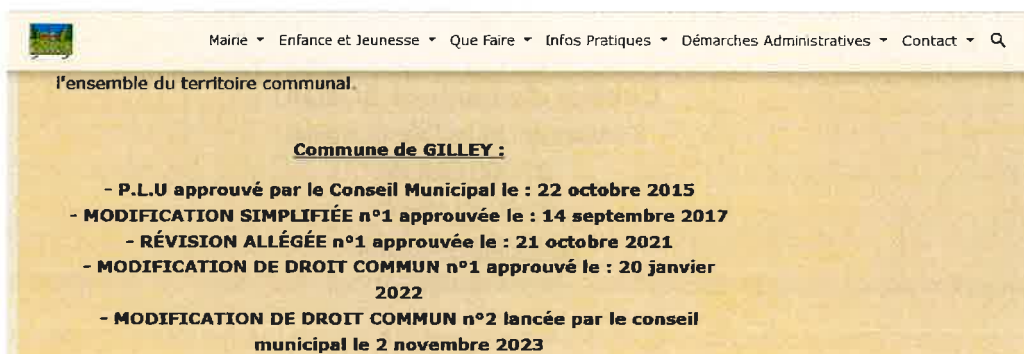 Mairie Enfance et Jeunesse Que Faire Infos Pratiques Démarches Administratives Contact
l'ensemble du territoire communal.
Commune de GILLEY :
- P.L.U approuvé par le Conseil Municipal le : 22 octobre 2015
- MODIFICATION SIMPLIFIÉE n°1 approuvée le : 14 septembre 2017
- RÉVISION ALLÉGÉE n°1 approuvée le : 21 octobre 2021
- MODIFICATION DE DROIT COMMUN n°1 approuvé le : 20 janvier
2022
- MODIFICATION DE DROIT COMMUN n°2 lancée par le conseil
municipal le 2 novembre 2023